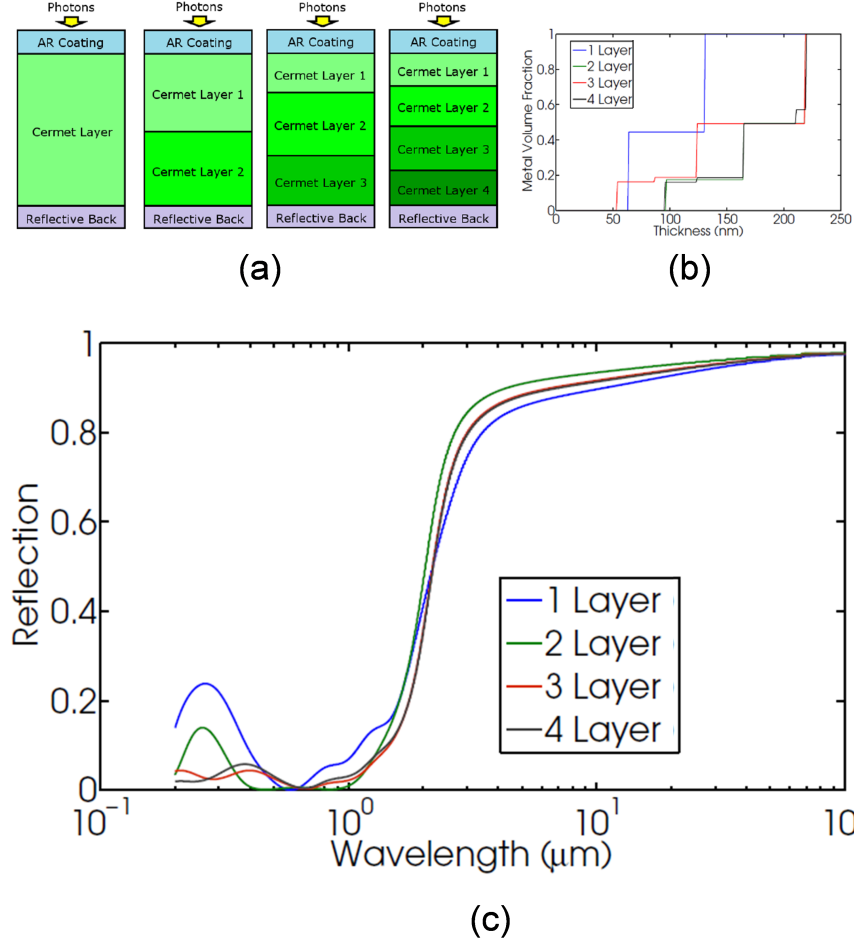 Photons Photons Photons Photons
AR Coating AR Coating AR Coating AR Coating
Cermet Layer
Cermet Layer 1
Cermet Layer 2
Cermet Layer 1
Cermet Layer 2
Cermet Layer 3
Cermet Layer 1
Cermet Layer 2
Cermet Layer 3
Cermet Layer 4
Reflective Back Reflective Back Reflective Back Reflective Back
(a)
Metal Volume Fraction
1
0.8
0.6
0.4
0.2
0
1 Layer
2 Layer
3 Layer
4 Layer
0 50 100 150 200 250
Thickness (nm)
(b)
Reflection
1
0.8
0.6
0.4
0.2
0
1 Layer
2 Layer
3 Layer
4 Layer
10⁻¹ 10⁰ 10¹ 10
Wavelength (μm)
(c)